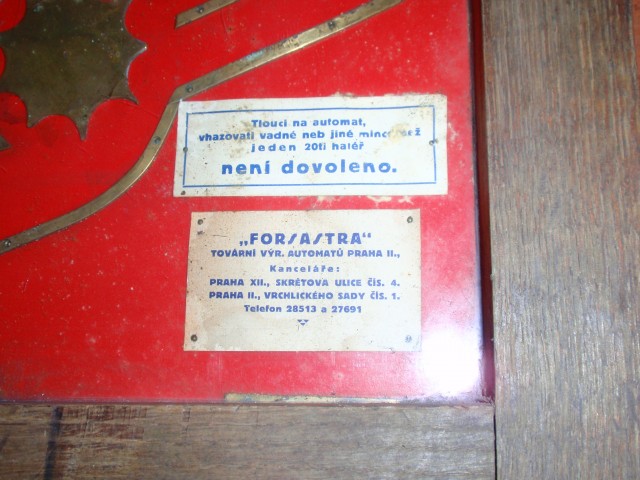 Tlouci na automat,
vhazovati vadné neb jiné mince než
jeden 20ti haléř
není dovoleno.
„FORSASTRA“
TOVÁRNÍ VÝR. AUTOMATŮ PRAHA II.,
Kanceláře:
PRAHA XII., SKRÉTOVA ULICE ČÍS. 4.
PRAHA II., VRCHLICKÉHO SADY ČÍS. 1.
Telefon 28513 a 27691